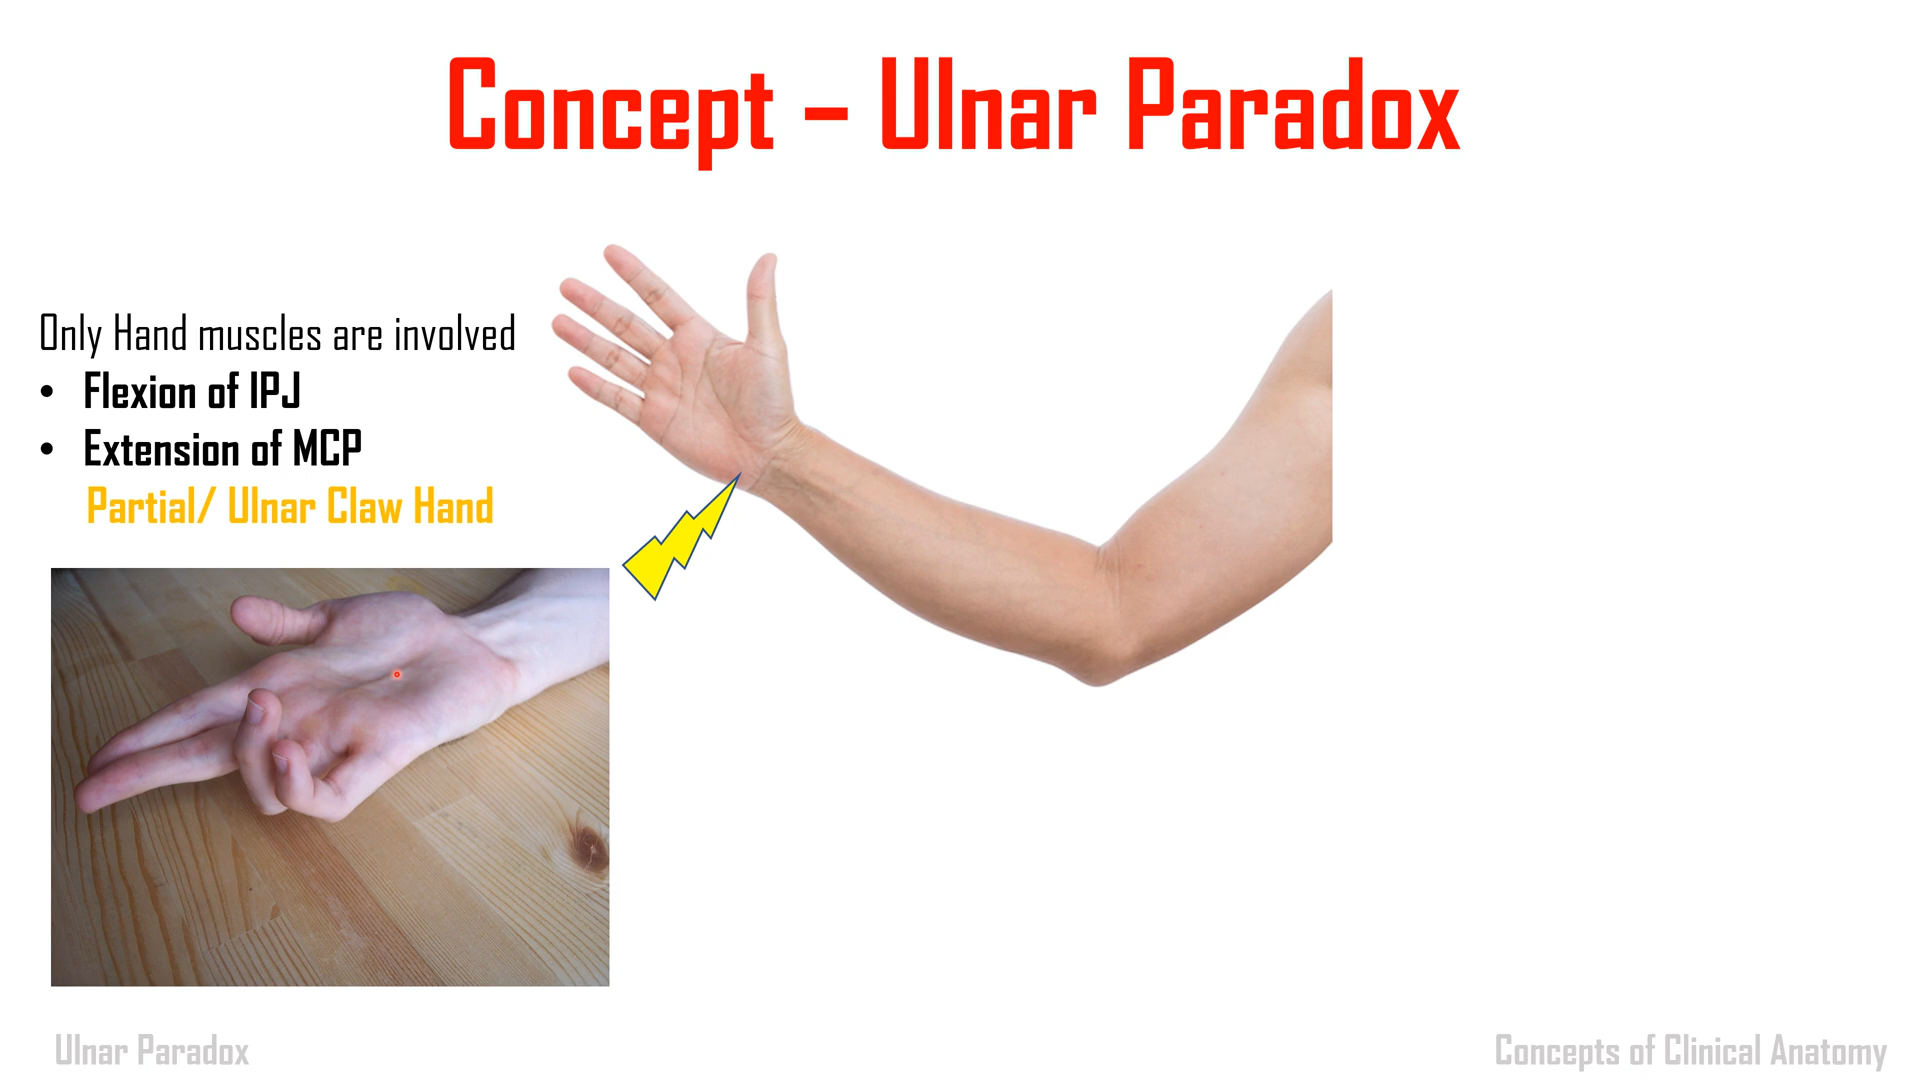 Concept – Ulnar Paradox
Only Hand muscles are involved
• Flexion of IPJ
• Extension of MCP
Partial/ Ulnar Claw Hand
Ulnar Paradox
Concepts of Clinical Anatomy